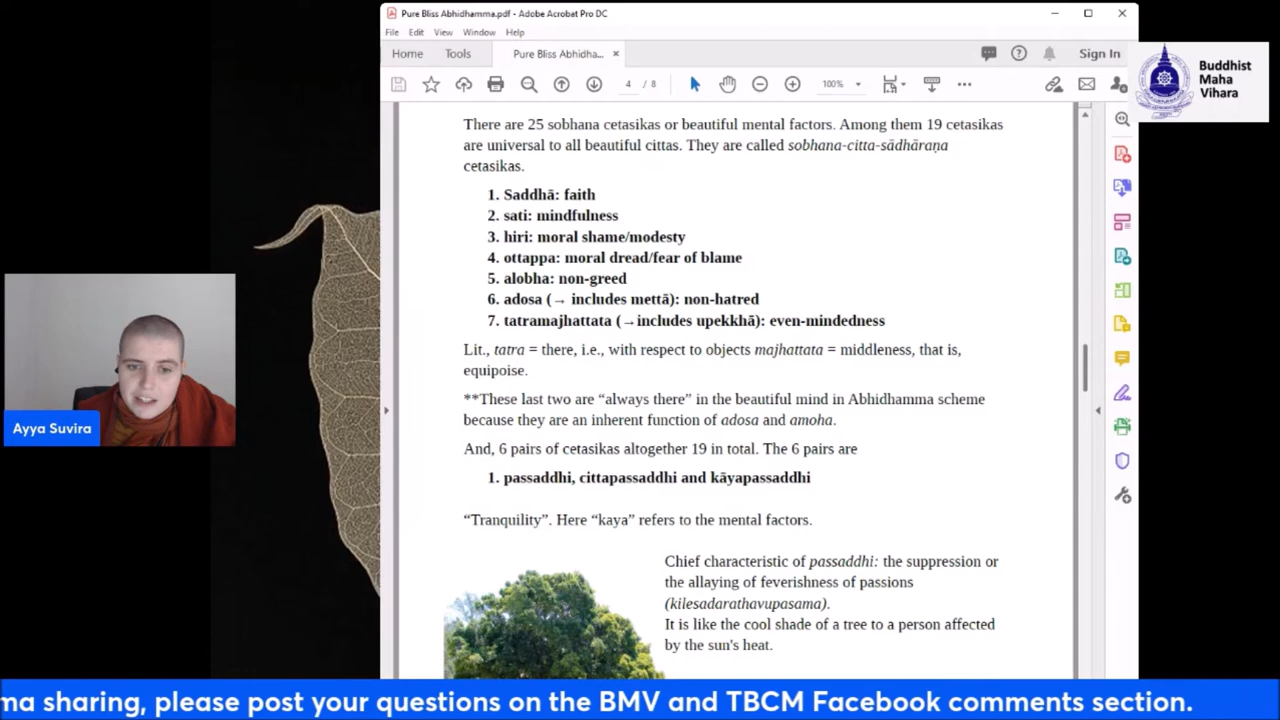 Pure Bliss Abhidhamma.pdf - Adobe Acrobat Pro DC
File Edit View Window Help
Home Tools Pure Bliss Abhidha... × Sign In
4 / 8 100%
Buddhist
Maha
Vihara
There are 25 sobhana cetasikas or beautiful mental factors. Among them 19 cetasikas
are universal to all beautiful cittas. They are called sobhana-citta-sādhāraṇa
cetasikas.
1. Saddhā: faith
2. sati: mindfulness
3. hiri: moral shame/modesty
4. ottappa: moral dread/fear of blame
5. alobha: non-greed
6. adosa (→ includes mettā): non-hatred
7. tatramajhattata (→includes upekkhā): even-mindedness
Lit., tatra = there, i.e., with respect to objects majhattata = middleness, that is,
equipoise.
**These last two are “always there” in the beautiful mind in Abhidhamma scheme
because they are an inherent function of adosa and amoha.
And, 6 pairs of cetasikas altogether 19 in total. The 6 pairs are
1. passaddhi, cittapassaddhi and kāyapassaddhi
“Tranquility”. Here “kaya” refers to the mental factors.
Chief characteristic of passaddhi: the suppression or
the allaying of feverishness of passions
(kilesadarathavupasama).
It is like the cool shade of a tree to a person affected
by the sun's heat.
Ayya Suvira
ma sharing, please post your questions on the BMV and TBCM Facebook comments section.